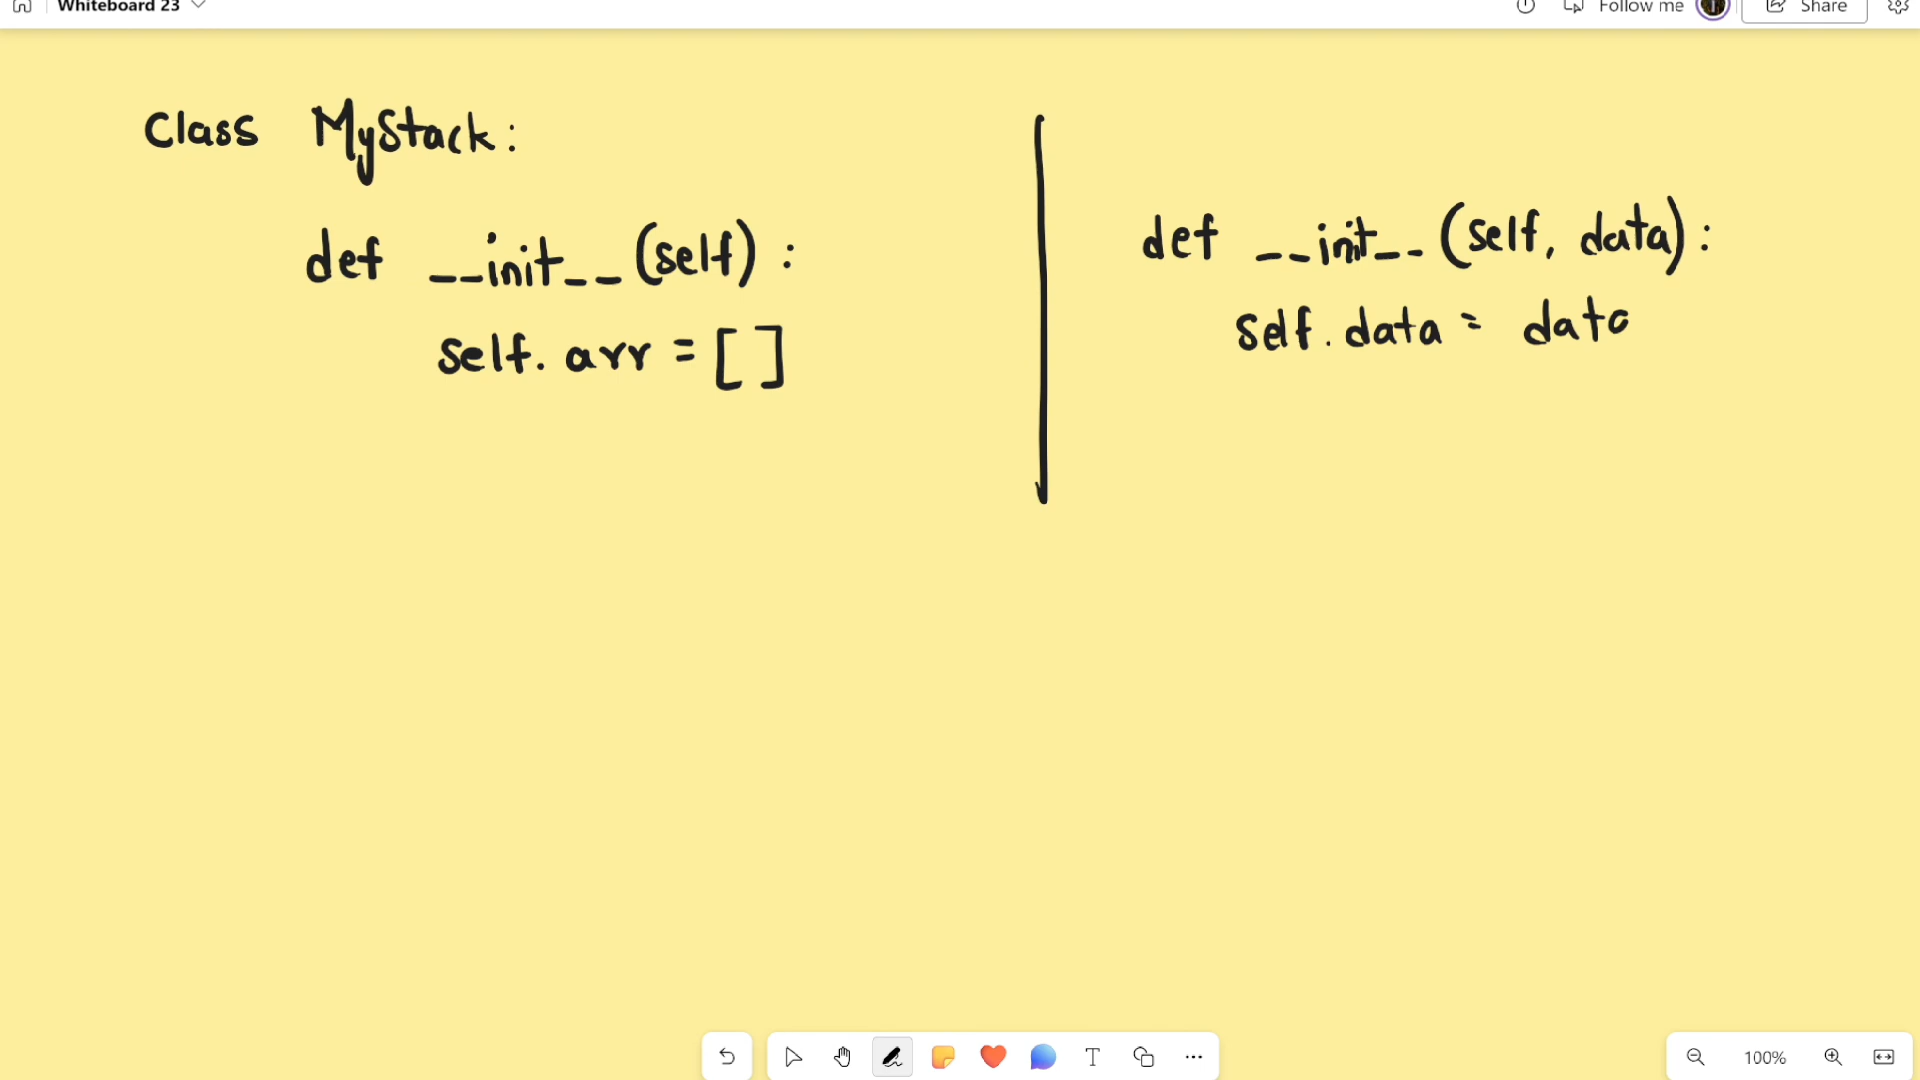 Whiteboard 23
Follow me
Share
Class MyStack:
def __init__(self):
self.arr = []
def __init__(self, data):
self.data = data
T
100%